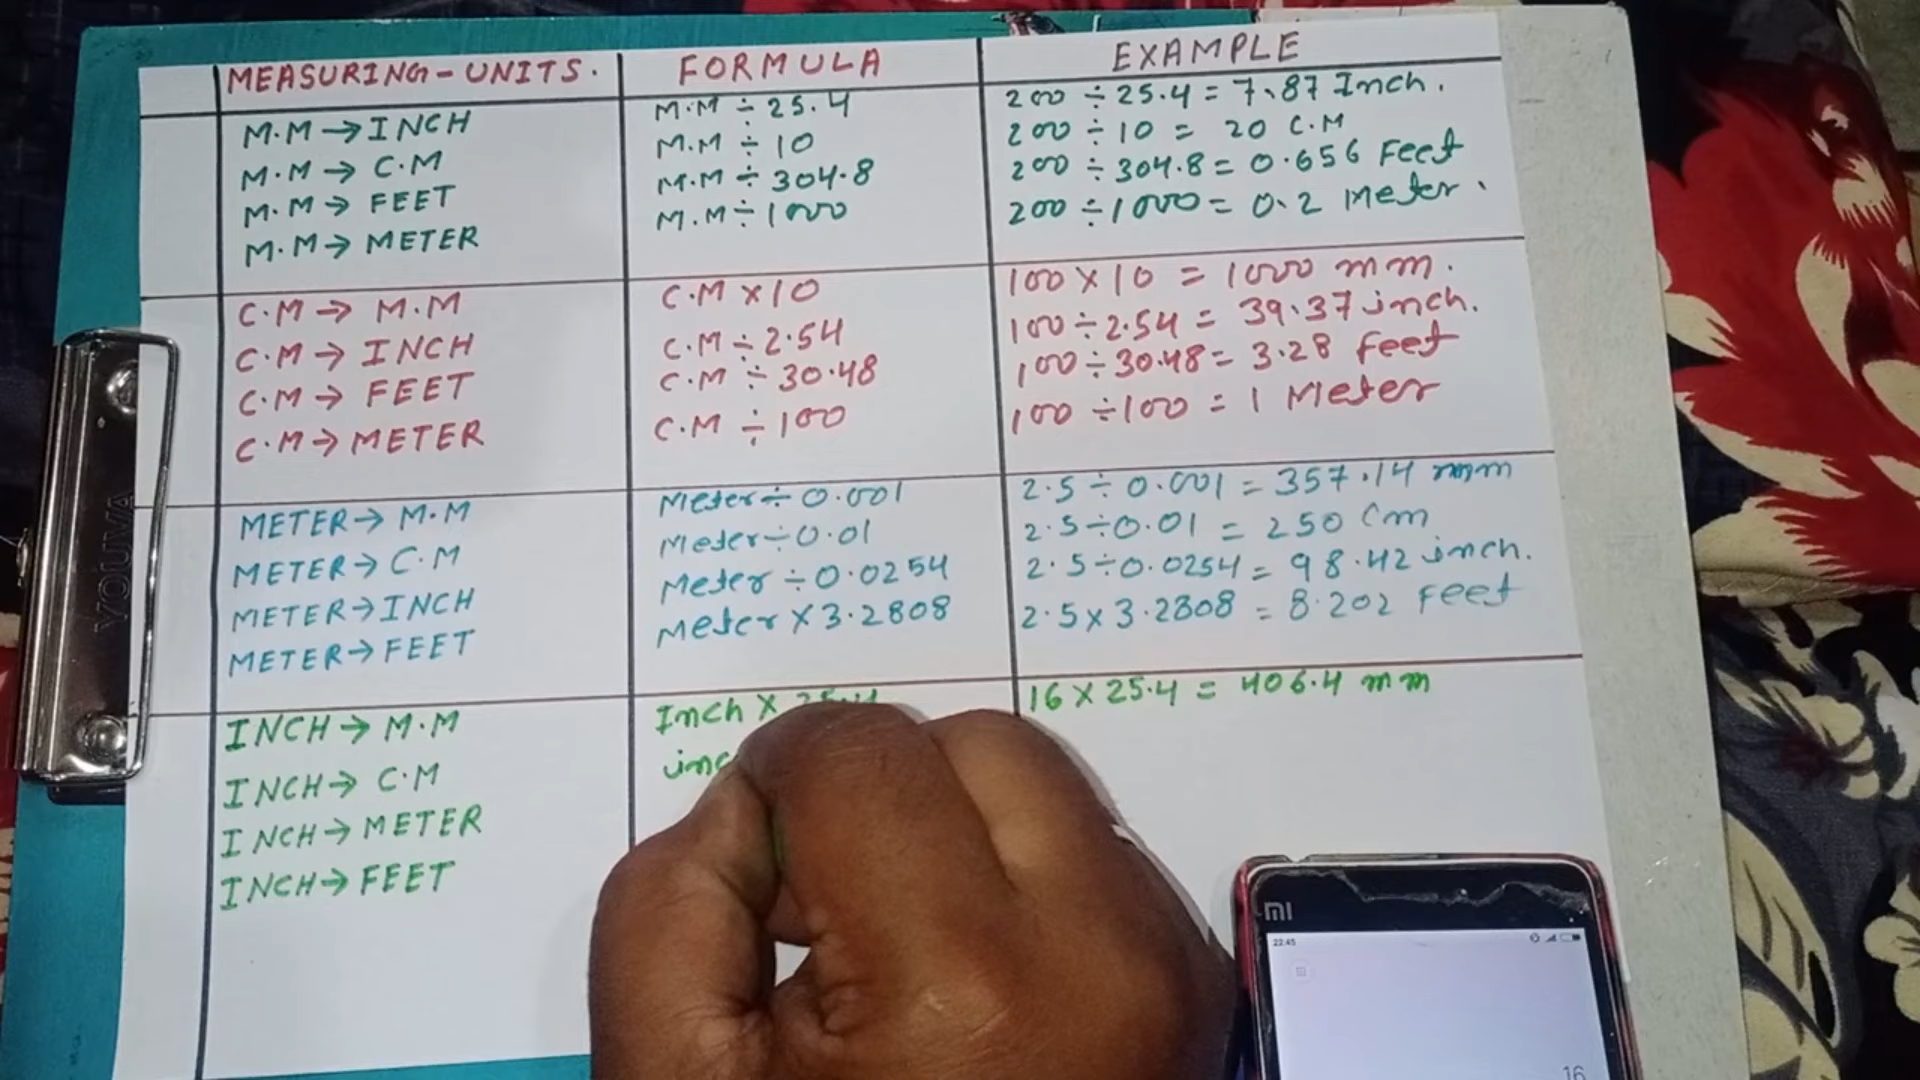 MEASURING-UNITS. FORMULA EXAMPLE
M.M → INCH M.M ÷ 25.4 200 ÷ 25.4 = 7.87 Inch.
M.M → C.M M.M ÷ 10 200 ÷ 10 = 20 C.M
M.M → FEET M.M ÷ 304.8 200 ÷ 304.8 = 0.656 Feet
M.M → METER M.M ÷ 1000 200 ÷ 1000 = 0.2 Meter.
C.M → M.M C.M × 10 100 × 10 = 1000 mm.
C.M → INCH C.M ÷ 2.54 100 ÷ 2.54 = 39.37 inch.
C.M → FEET C.M ÷ 30.48 100 ÷ 30.48 = 3.28 Feet
C.M → METER C.M ÷ 100 100 ÷ 100 = 1 Meter
METER → M.M Meter ÷ 0.001 2.5 ÷ 0.001 = 357.14 mm
METER → C.M Meter ÷ 0.01 2.5 ÷ 0.01 = 250 Cm
METER → INCH Meter ÷ 0.0254 2.5 ÷ 0.0254 = 98.42 inch.
METER → FEET Meter × 3.2808 2.5 × 3.2808 = 8.202 Feet
INCH → M.M Inch × 25.4 16 × 25.4 = 406.4 mm
INCH → C.M inc
INCH → METER
INCH → FEET
YOUVA
MI
22:45
16